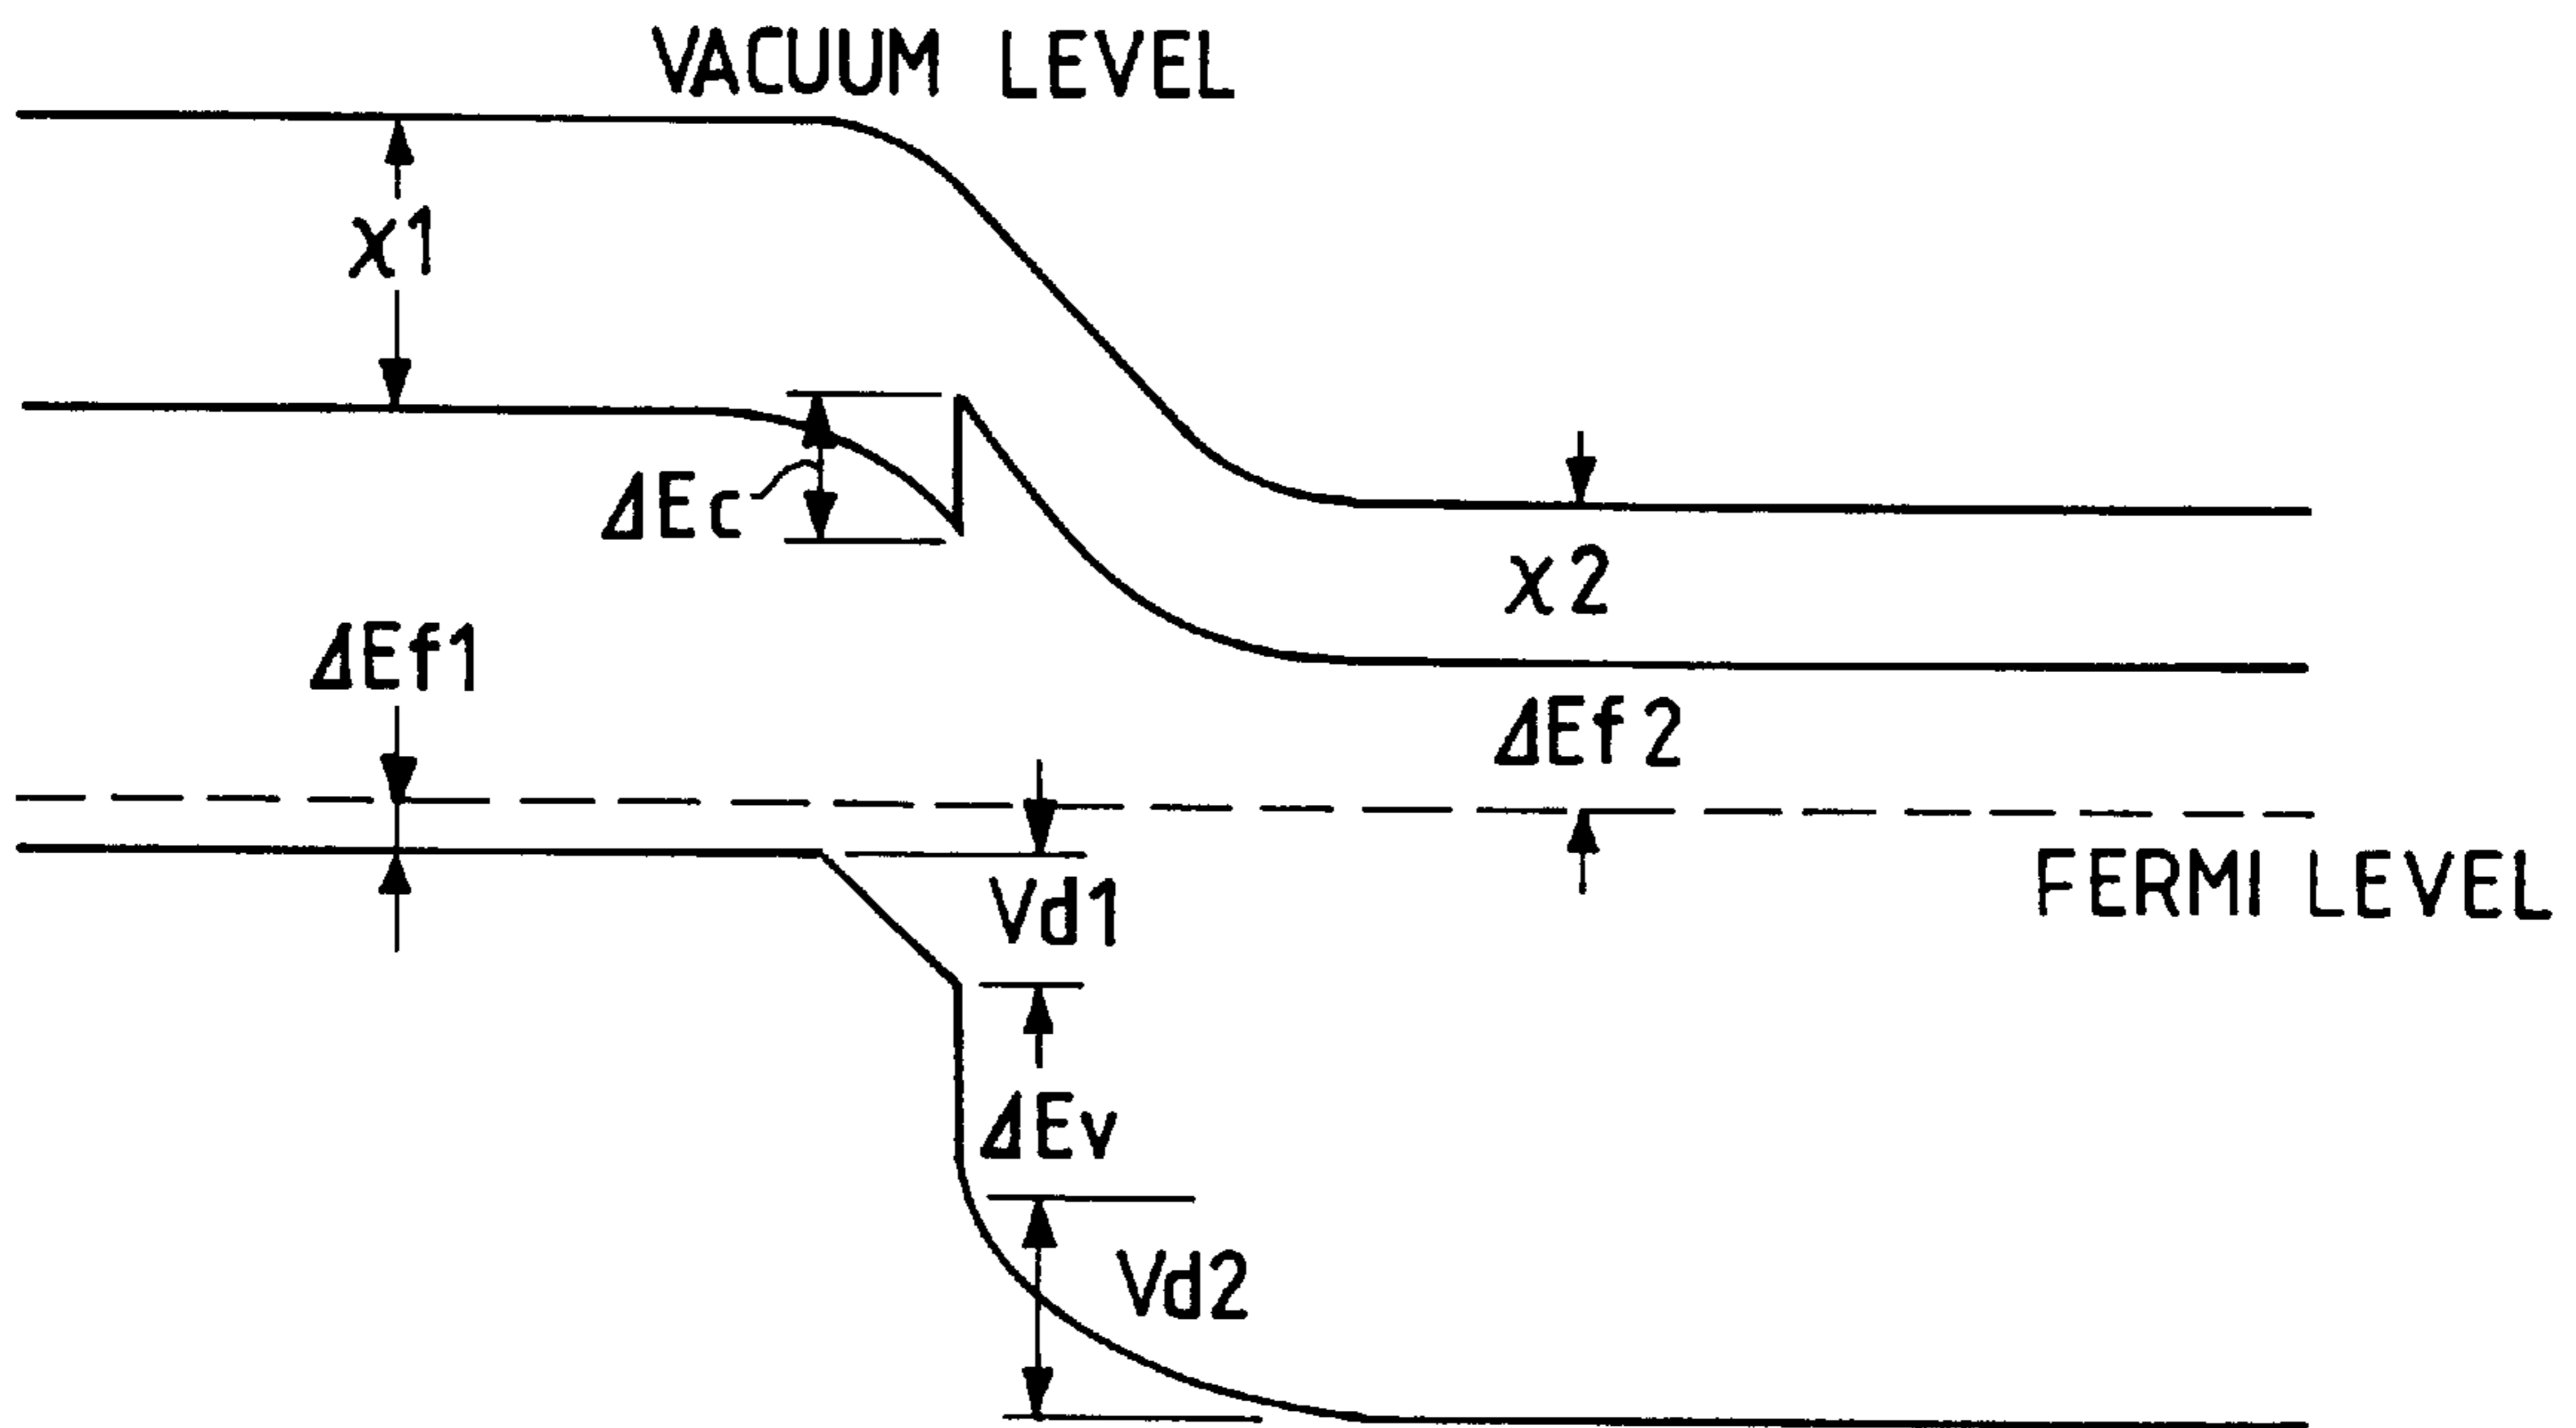 VACUUM LEVEL
χ1
ΔEc
χ2
ΔEf1
ΔEf2
Vd1
FERMI LEVEL
ΔEv
Vd2